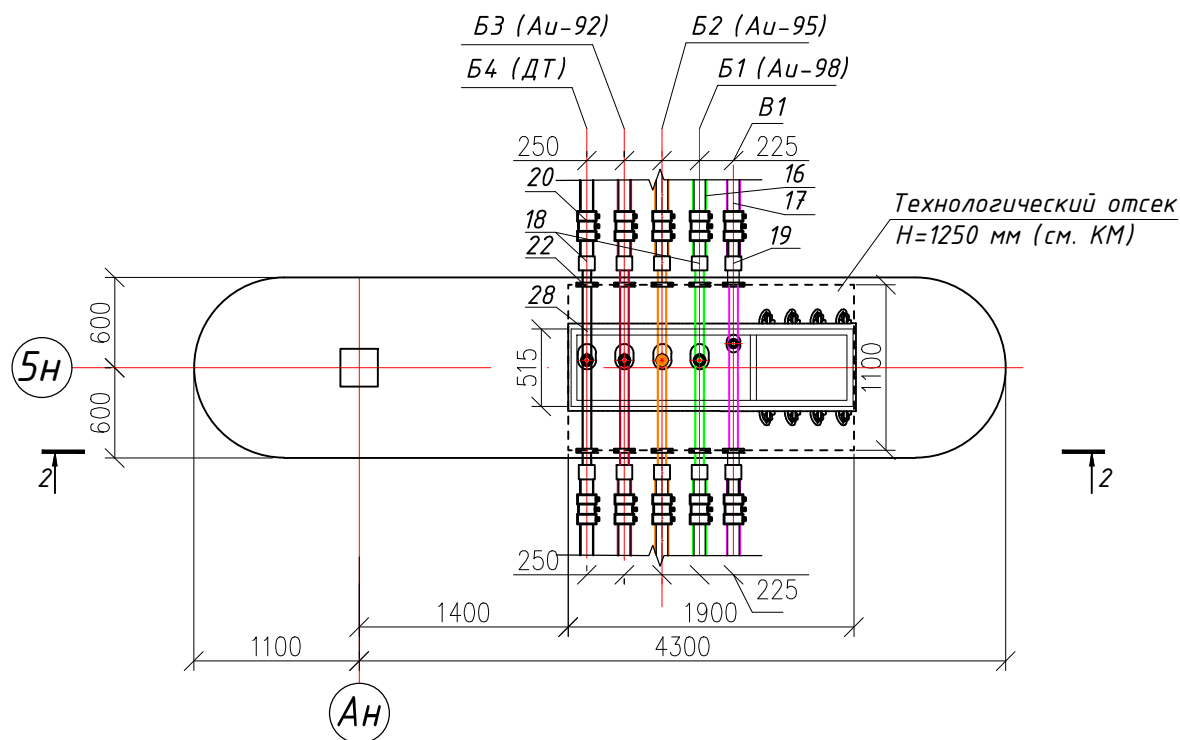 Б3 (Аи-92)
Б2 (Аи-95)
Б4 (ДТ)
Б1 (Аи-98)
В1
250
225
20
16
17
18
19
22
28
Технологический отсек
Н=1250 мм (см. КМ)
600
600
5н
515
1100
2
2
250
225
1400
1900
1100
4300
Ан